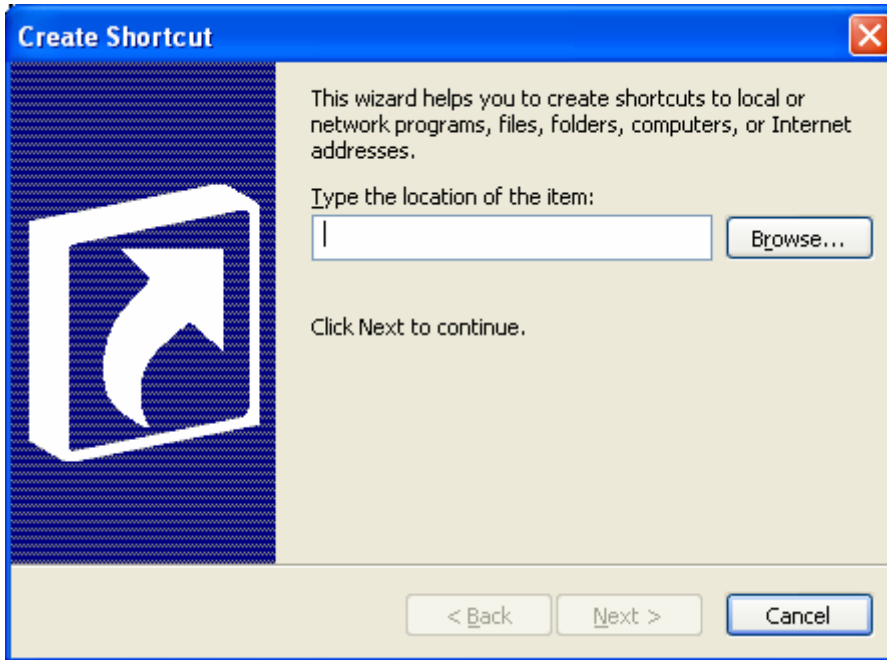 Create Shortcut
This wizard helps you to create shortcuts to local or
network programs, files, folders, computers, or Internet
addresses.
Type the location of the item:
Browse...
Click Next to continue.
< Back
Next >
Cancel